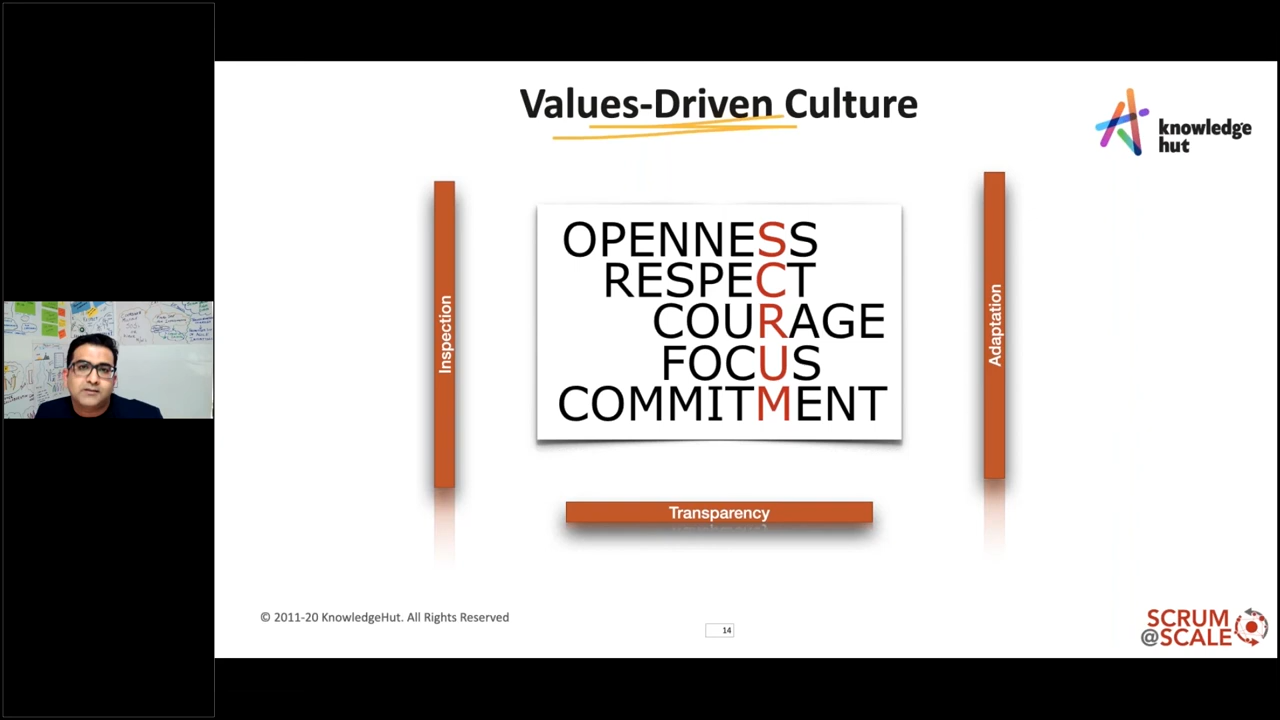 Values-Driven Culture
knowledge
hut
Inspection
OPENNESS
RESPECT
COURAGE
FOCUS
COMMITMENT
Adaptation
Transparency
© 2011-20 KnowledgeHut. All Rights Reserved
14
SCRUM
@SCALE